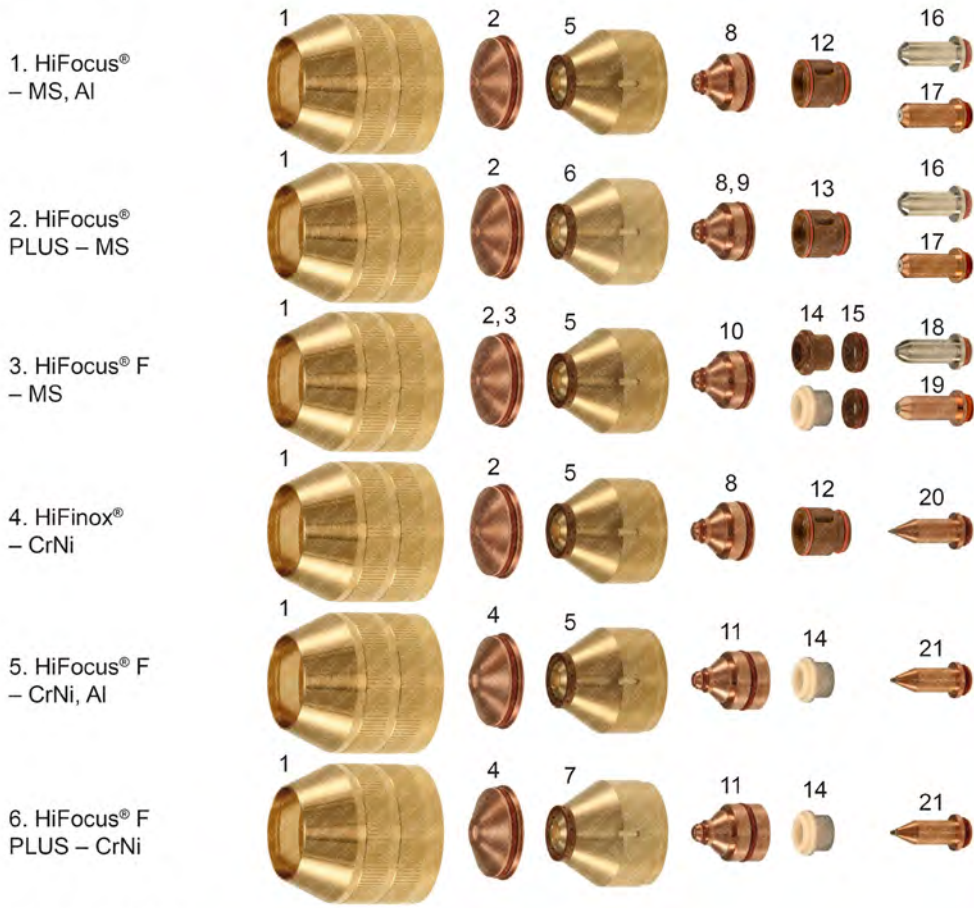 1 2 5 8 12 16
1. HiFocus®
– MS, Al
17
1 2 6 8, 9 13 16
2. HiFocus®
PLUS – MS
17
1 2, 3 5 10 14 15 18
3. HiFocus® F
– MS
19
1 2 5 8 12 20
4. HiFinox®
– CrNi
1 4 5 11 14 21
5. HiFocus® F
– CrNi, Al
1 4 7 11 14 21
6. HiFocus® F
PLUS – CrNi